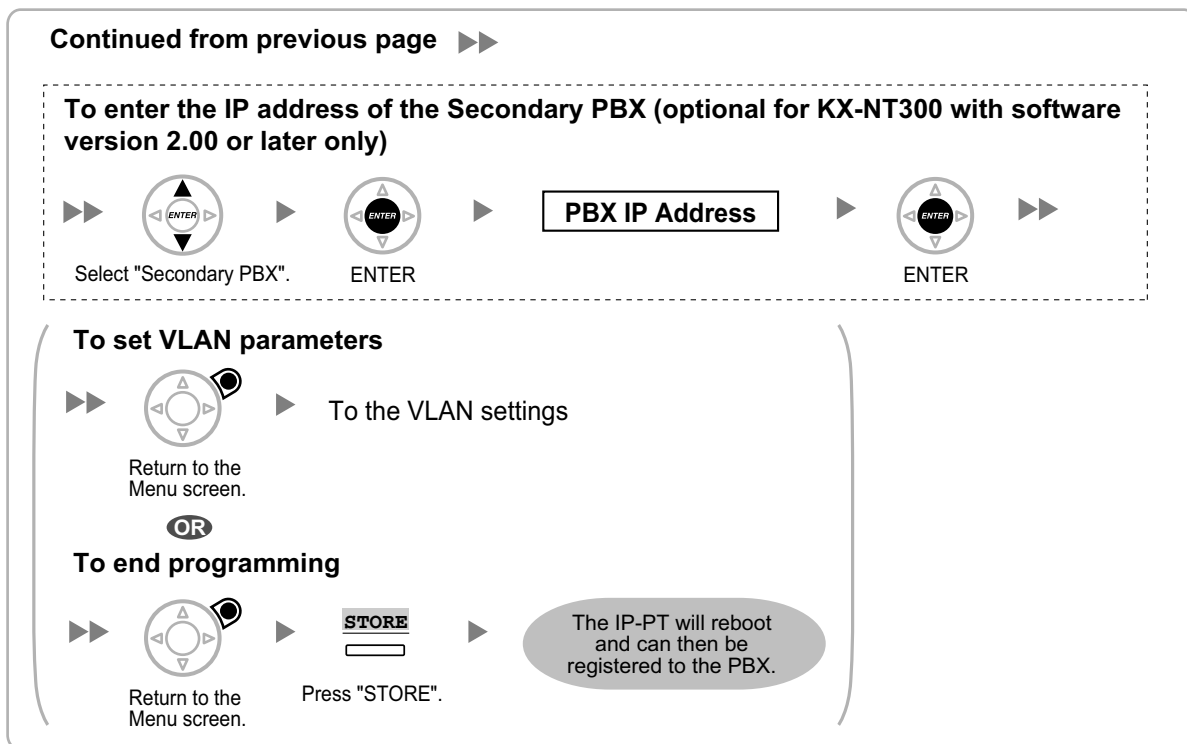 Continued from previous page
To enter the IP address of the Secondary PBX (optional for KX-NT300 with software
version 2.00 or later only)
ENTER
ENTER
PBX IP Address
ENTER
Select "Secondary PBX".
ENTER
ENTER
To set VLAN parameters
To the VLAN settings
Return to the
Menu screen.
OR
To end programming
STORE
The IP-PT will reboot
and can then be
registered to the PBX.
Return to the
Menu screen.
Press "STORE".